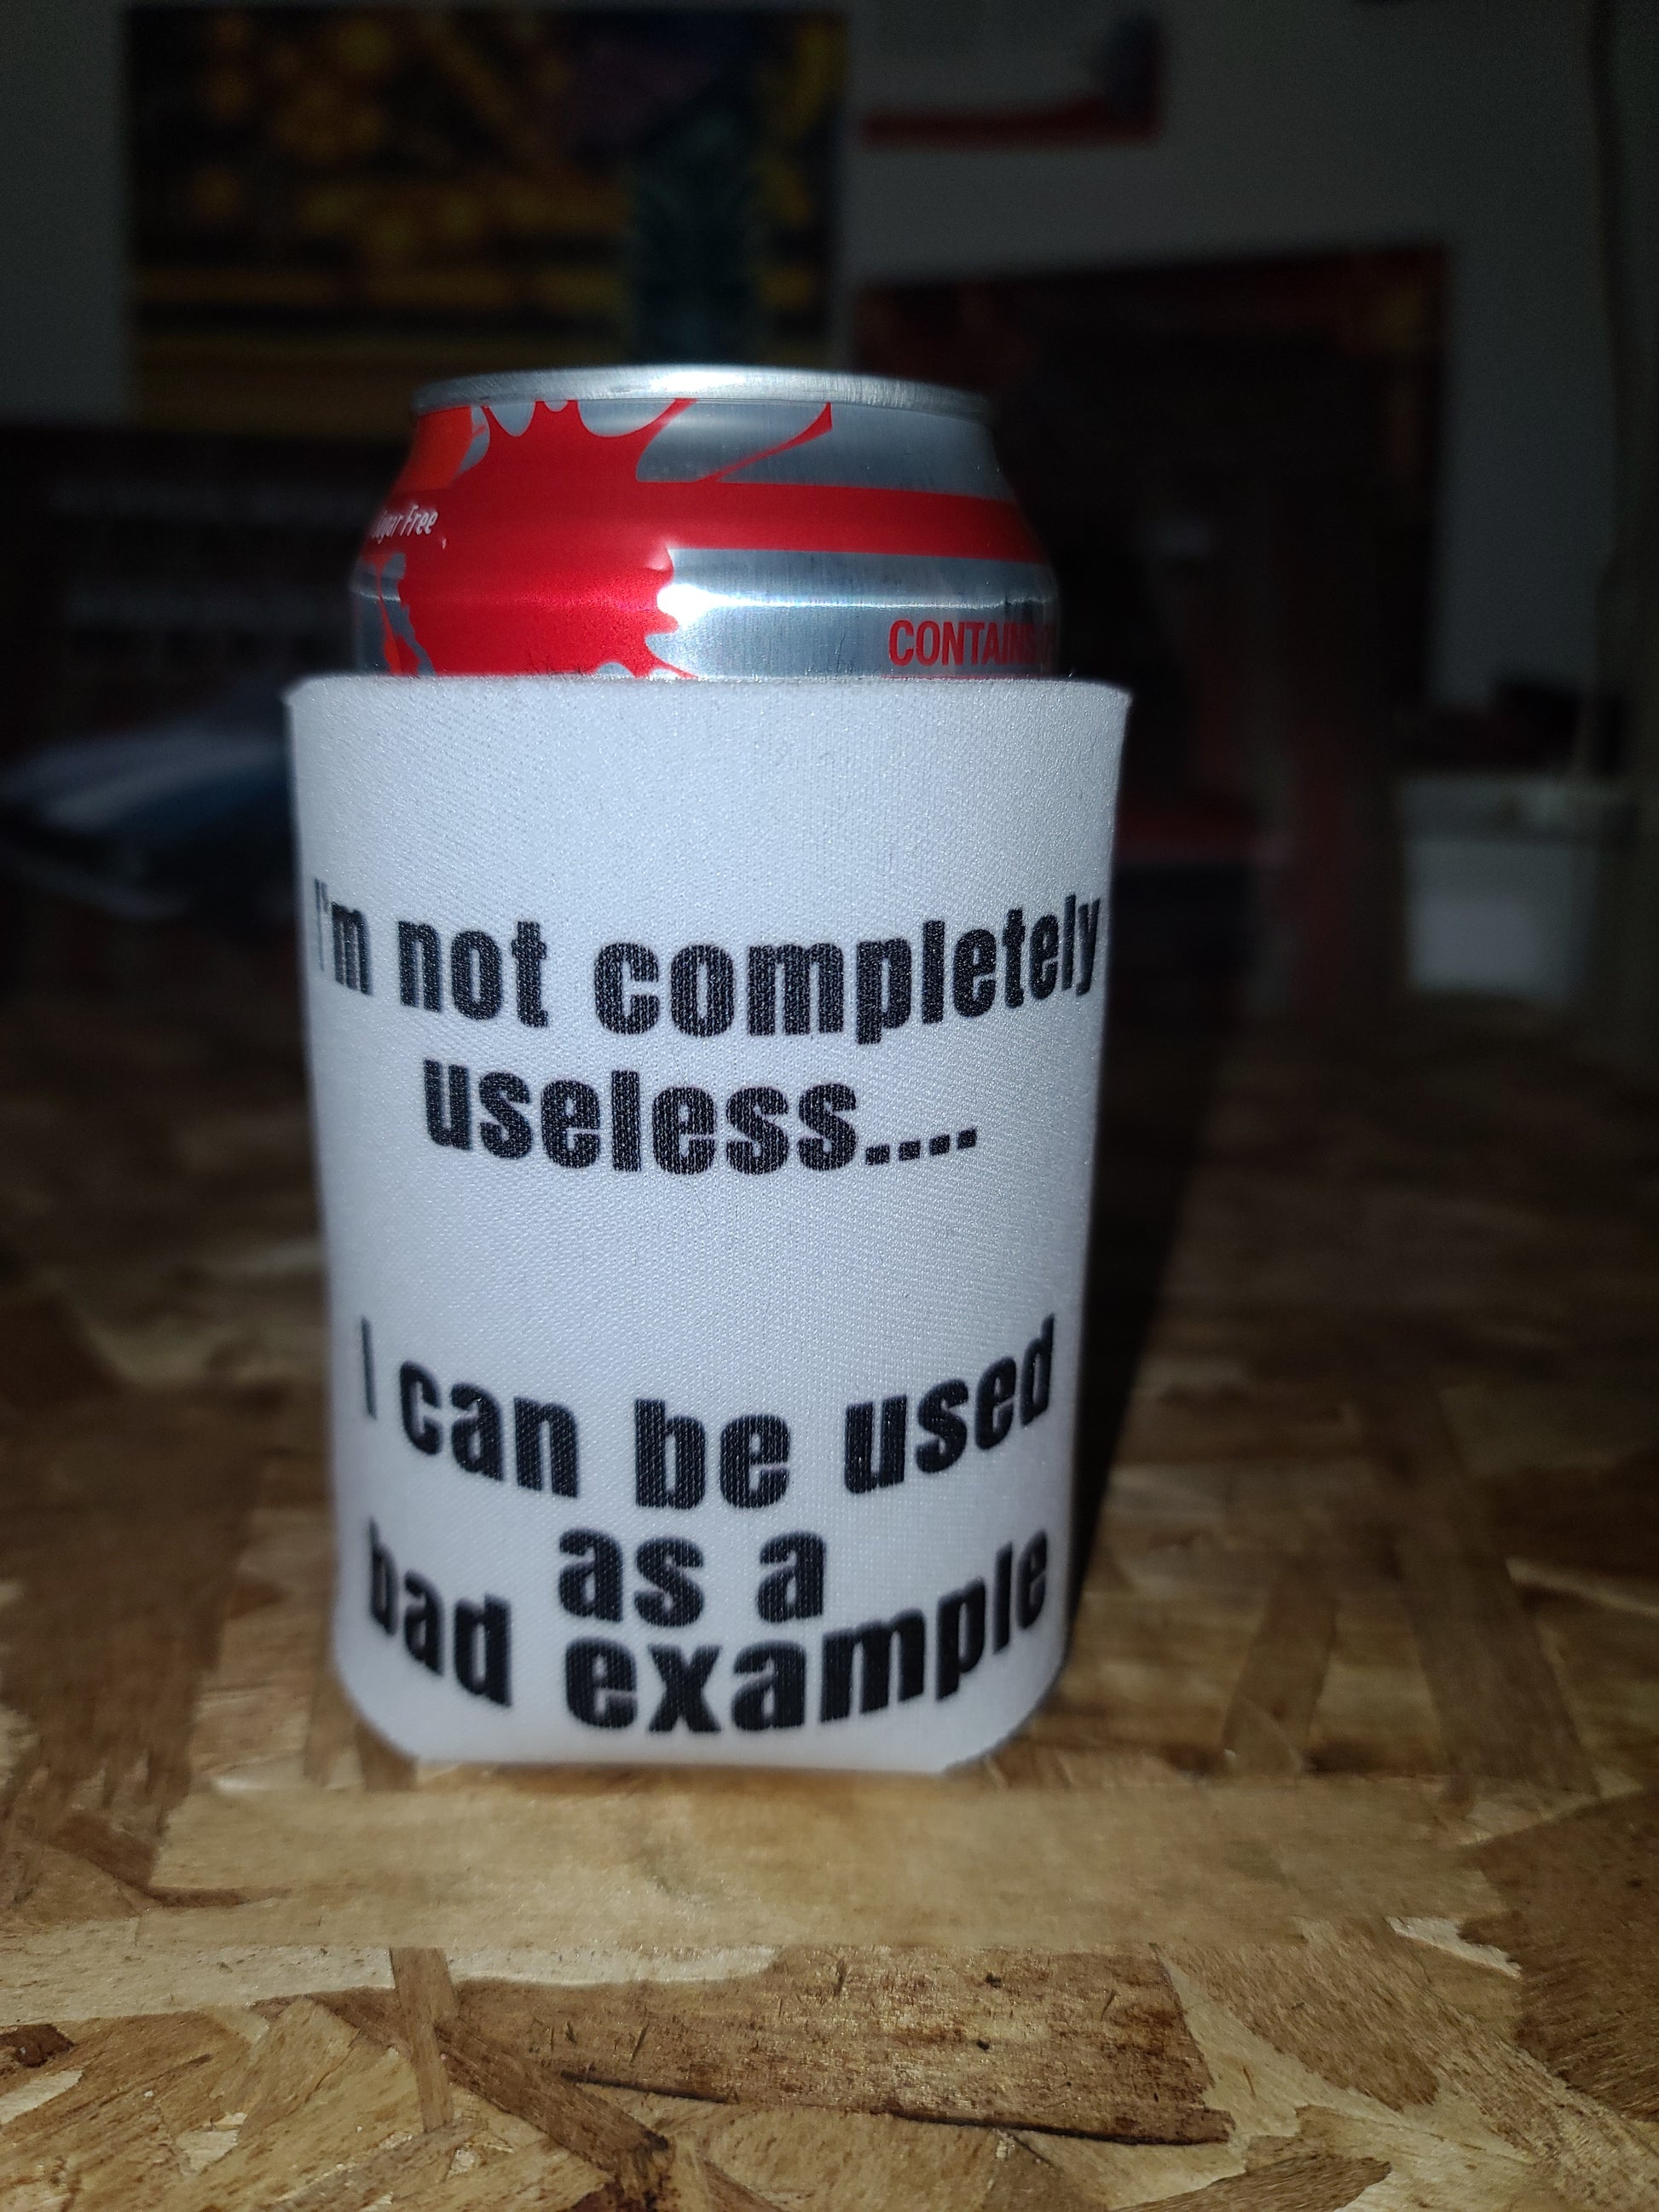 Sugar Free
CONTAINS
I'm not completely
useless....
I can be used
as a
bad example